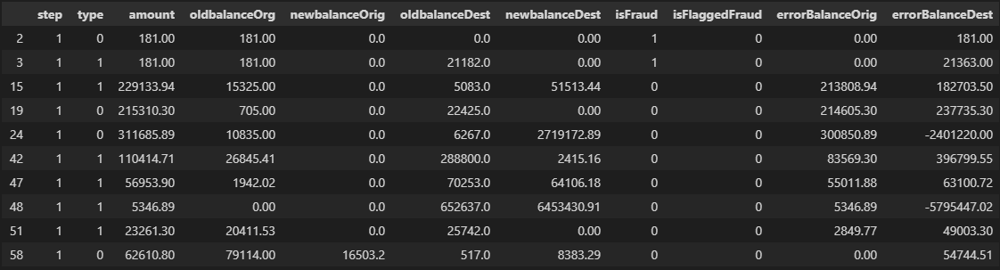 step type amount oldbalanceOrg newbalanceOrig oldbalanceDest newbalanceDest isFraud isFlaggedFraud errorBalanceOrig errorBalanceDest
2 1 0 181.00 181.00 0.0 0.0 0.00 1 0 0.00 181.00
3 1 1 181.00 181.00 0.0 21182.0 0.00 1 0 0.00 21363.00
15 1 1 229133.94 15325.00 0.0 5083.0 51513.44 0 0 213808.94 182703.50
19 1 0 215310.30 705.00 0.0 22425.0 0.00 0 0 214605.30 237735.30
24 1 0 311685.89 10835.00 0.0 6267.0 2719172.89 0 0 300850.89 -2401220.00
42 1 1 110414.71 26845.41 0.0 288800.0 2415.16 0 0 83569.30 396799.55
47 1 1 56953.90 1942.02 0.0 70253.0 64106.18 0 0 55011.88 63100.72
48 1 1 5346.89 0.00 0.0 652637.0 6453430.91 0 0 5346.89 -5795447.02
51 1 1 23261.30 20411.53 0.0 25742.0 0.00 0 0 2849.77 49003.30
58 1 0 62610.80 79114.00 16503.2 517.0 8383.29 0 0 0.00 54744.51